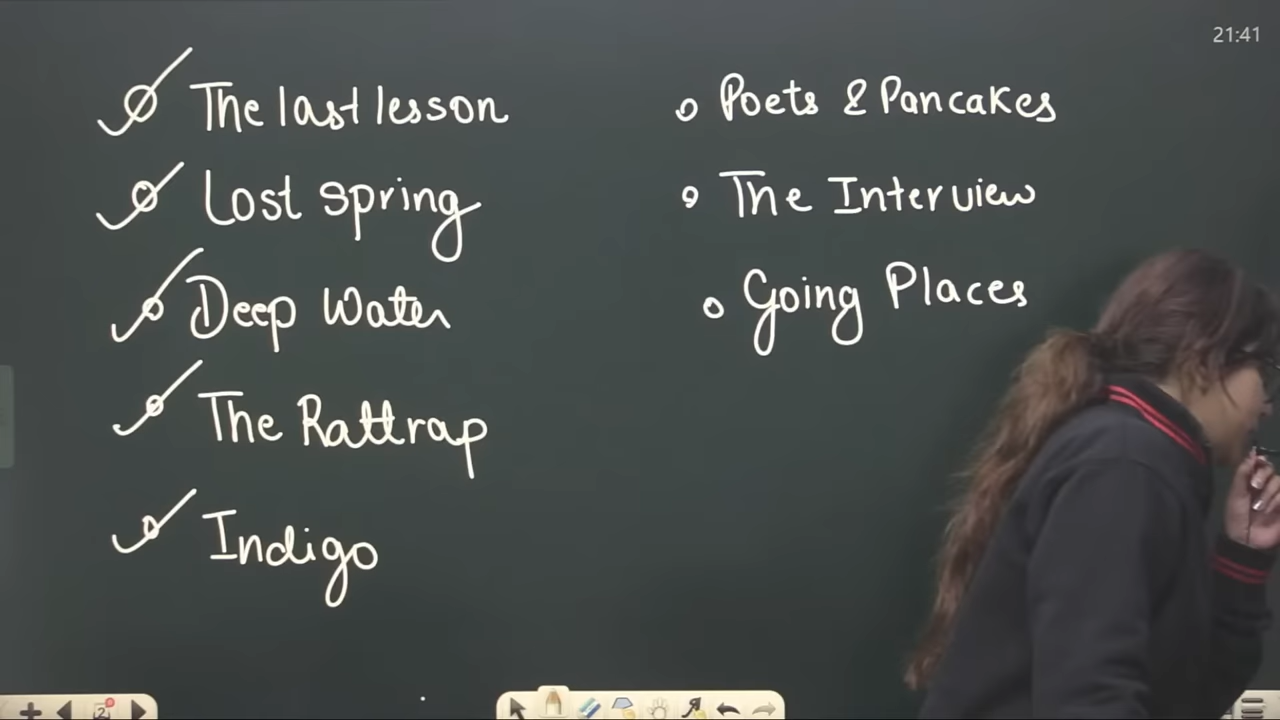 21:41
The last lesson
Lost spring
Deep Water
The Rattrap
Indigo
Poets & Pancakes
The Interview
Going Places